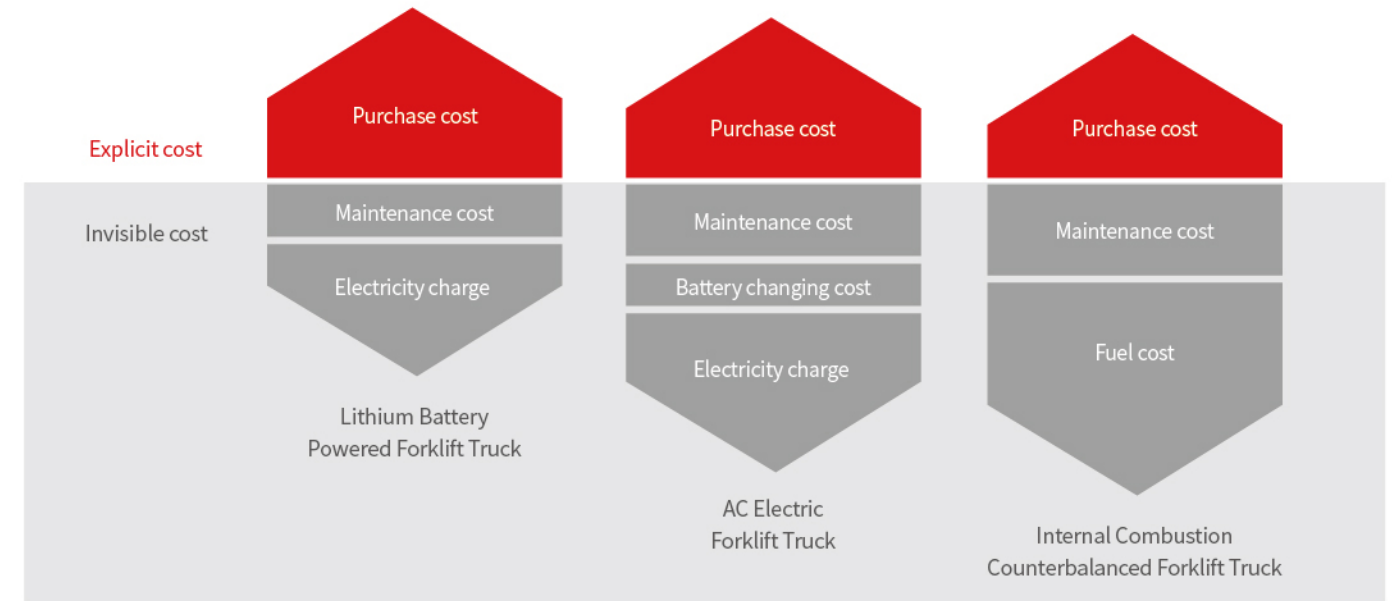 Explicit cost
Invisible cost
Purchase cost
Maintenance cost
Electricity charge
Lithium Battery
Powered Forklift Truck
Purchase cost
Maintenance cost
Battery changing cost
Electricity charge
AC Electric
Forklift Truck
Purchase cost
Maintenance cost
Fuel cost
Internal Combustion
Counterbalanced Forklift Truck